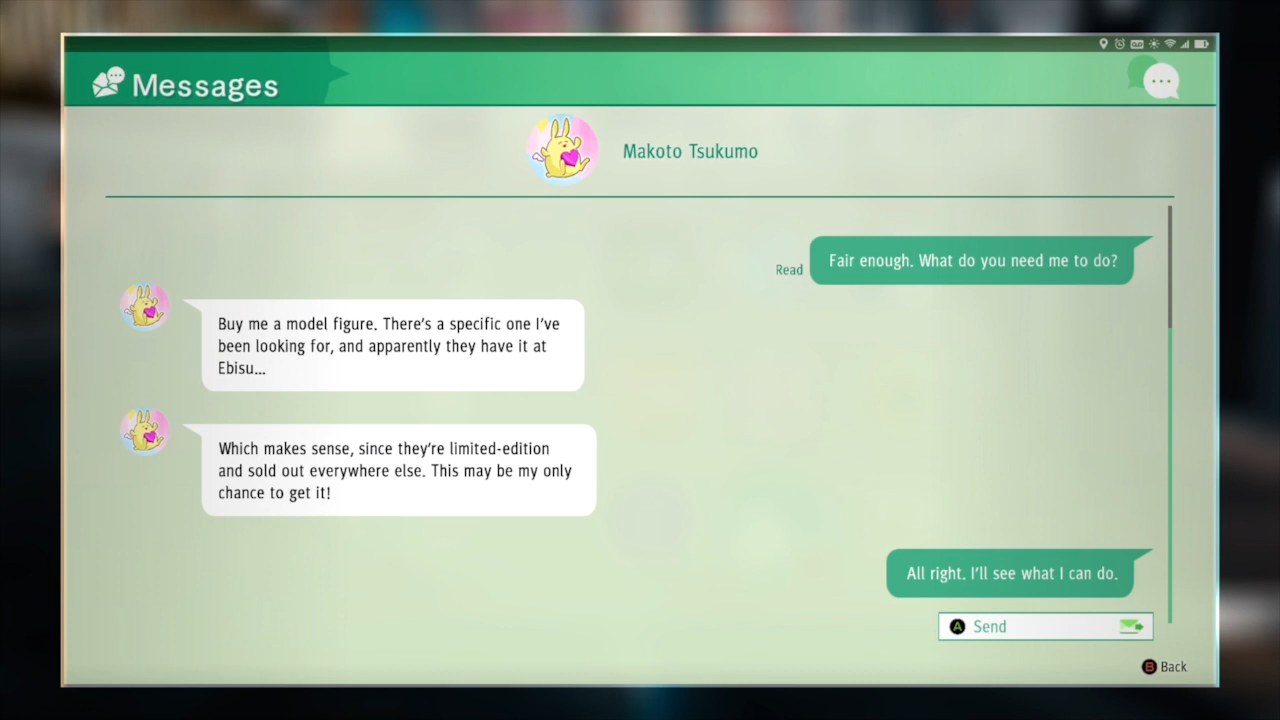 Messages
Makoto Tsukumo
Fair enough. What do you need me to do?
Read
Buy me a model figure. There's a specific one I've
been looking for, and apparently they have it at
Ebisu...
Which makes sense, since they're limited-edition
and sold out everywhere else. This may be my only
chance to get it!
All right. I'll see what I can do.
A Send
B Back